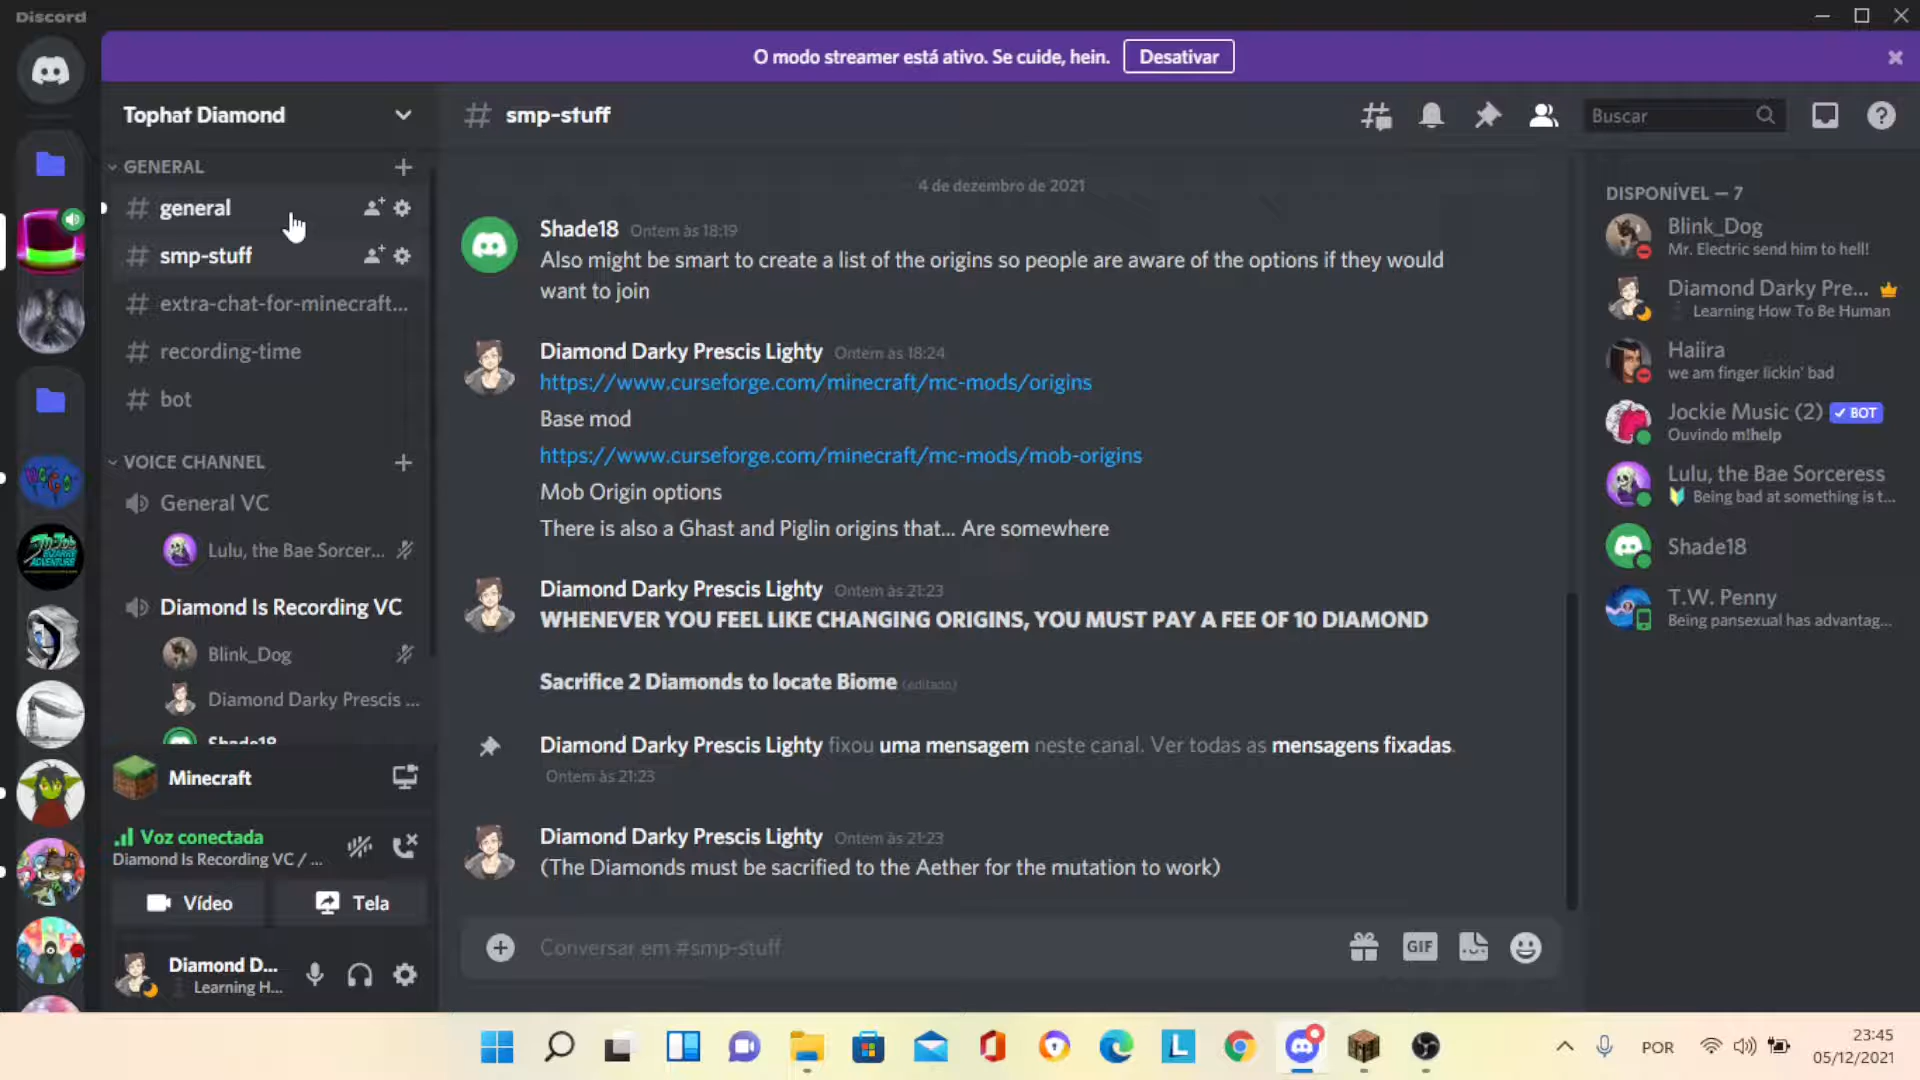 Discord
O modo streamer está ativo. Se cuide, hein.
Desativar
Tophat Diamond
smp-stuff
Buscar
GENERAL
general
smp-stuff
extra-chat-for-minecraft...
recording-time
bot
VOICE CHANNEL
General VC
Lulu, the Bae Sorcer...
Diamond Is Recording VC
Blink_Dog
Diamond Darky Prescis ...
Shade18
Minecraft
Voz conectada
Diamond Is Recording VC / ...
Vídeo
Tela
Diamond D...
Learning H...
4 de dezembro de 2021
Shade18 Ontem às 18:19
Also might be smart to create a list of the origins so people are aware of the options if they would
want to join
Diamond Darky Prescis Lighty Ontem às 18:24
https://www.curseforge.com/minecraft/mc-mods/origins
Base mod
https://www.curseforge.com/minecraft/mc-mods/mob-origins
Mob Origin options
There is also a Ghast and Piglin origins that... Are somewhere
Diamond Darky Prescis Lighty Ontem às 21:23
WHENEVER YOU FEEL LIKE CHANGING ORIGINS, YOU MUST PAY A FEE OF 10 DIAMOND
Sacrifice 2 Diamonds to locate Biome (editado)
Diamond Darky Prescis Lighty fixou uma mensagem neste canal. Ver todas as mensagens fixadas.
Ontem às 21:23
Diamond Darky Prescis Lighty Ontem às 21:23
(The Diamonds must be sacrified to the Aether for the mutation to work)
Conversar em #smp-stuff
GIF
DISPONÍVEL — 7
Blink_Dog
Mr. Electric send him to hell!
Diamond Darky Pre...
Learning How To Be Human
Haiira
we am finger lickin' bad
Jockie Music (2) BOT
Ouvindo m!help
Lulu, the Bae Sorceress
Being bad at something is t...
Shade18
T.W. Penny
Being pansexual has advantag...
L
POR
23:45
05/12/2021